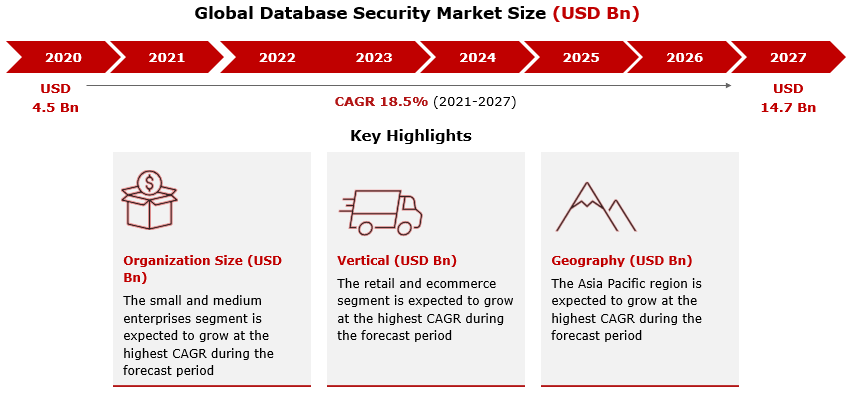 Global Database Security Market Size (USD Bn)
2020 2021 2022 2023 2024 2025 2026 2027
USD
4.5 Bn
CAGR 18.5% (2021-2027)
USD
14.7 Bn
Key Highlights
$
Organization Size (USD
Bn)
The small and medium
enterprises segment is
expected to grow at the
highest CAGR during the
forecast period
Vertical (USD Bn)
The retail and ecommerce
segment is expected to grow
at the highest CAGR during
the forecast period
Geography (USD Bn)
The Asia Pacific region is
expected to grow at the
highest CAGR during the
forecast period